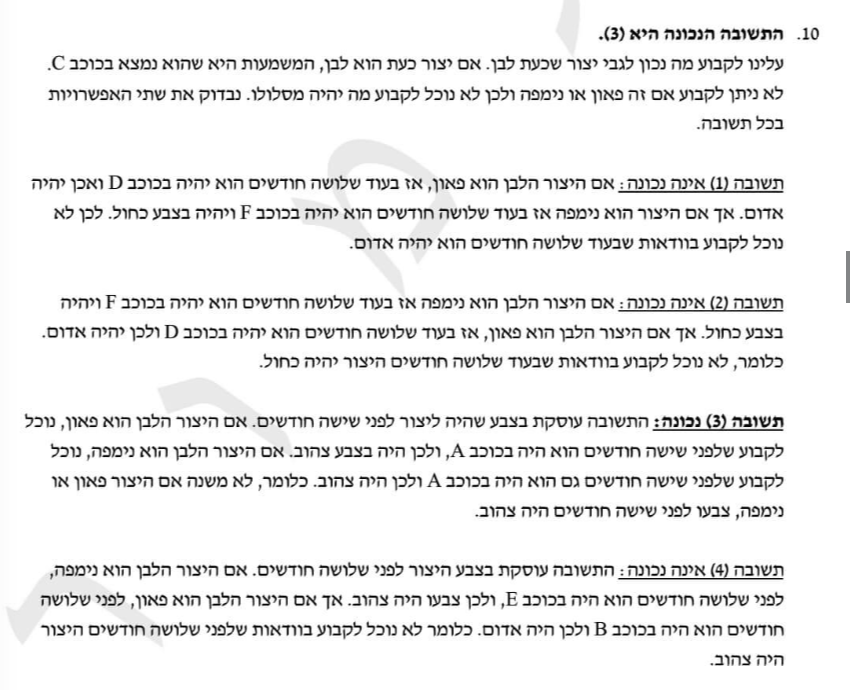 10. התשובה הנכונה היא (3).
עלינו לקבוע מה נכון לגבי יצור שכעת לבן. אם יצור כעת הוא לבן, המשמעות היא שהוא נמצא בכוכב C.
לא ניתן לקבוע אם זה פאון או נימפה ולכן לא נוכל לקבוע מה יהיה מסלולו. נבדוק את שתי האפשרויות
בכל תשובה.
תשובה (1) אינה נכונה: אם היצור הלבן הוא פאון, אז בעוד שלושה חודשים הוא יהיה בכוכב D ואכן יהיה
אדום. אך אם היצור הוא נימפה אז בעוד שלושה חודשים הוא יהיה בכוכב F ויהיה בצבע כחול. לכן לא
נוכל לקבוע בוודאות שבעוד שלושה חודשים הוא יהיה אדום.
תשובה (2) אינה נכונה: אם היצור הלבן הוא נימפה אז בעוד שלושה חודשים הוא יהיה בכוכב F ויהיה
בצבע כחול. אך אם היצור הלבן הוא פאון, אז בעוד שלושה חודשים הוא יהיה בכוכב D ולכן יהיה אדום.
כלומר, לא נוכל לקבוע בוודאות שבעוד שלושה חודשים היצור יהיה כחול.
תשובה (3) נכונה: התשובה עוסקת בצבע שהיה ליצור לפני שישה חודשים. אם היצור הלבן הוא פאון, נוכל
לקבוע שלפני שישה חודשים הוא היה בכוכב A, ולכן היה בצבע צהוב. אם היצור הלבן הוא נימפה, נוכל
לקבוע שלפני שישה חודשים גם הוא היה בכוכב A ולכן היה צהוב. כלומר, לא משנה אם היצור פאון או
נימפה, צבעו לפני שישה חודשים היה צהוב.
תשובה (4) אינה נכונה: התשובה עוסקת בצבע היצור לפני שלושה חודשים. אם היצור הלבן הוא נימפה,
לפני שלושה חודשים הוא היה בכוכב E, ולכן צבעו היה צהוב. אך אם היצור הלבן הוא פאון, לפני שלושה
חודשים הוא היה בכוכב B ולכן היה אדום. כלומר לא נוכל לקבוע בוודאות שלפני שלושה חודשים היצור
היה צהוב.